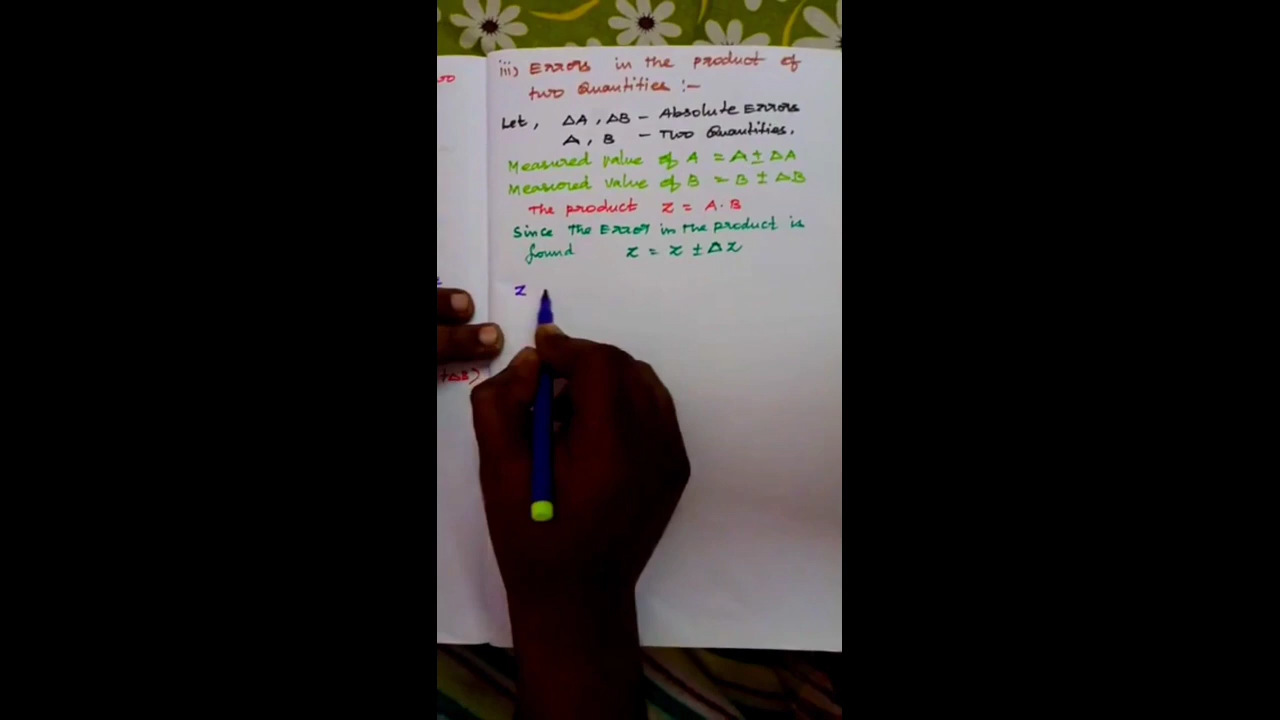 iii) Errors in the product of
two Quantities :-
Let, ΔA, ΔB - Absolute Errors
A, B - Two Quantities.
Measured value of A = A ± ΔA
Measured value of B = B ± ΔB
The product Z = A.B
Since the Error in the product is
found Z = Z ± ΔZ
Z
+ΔB)